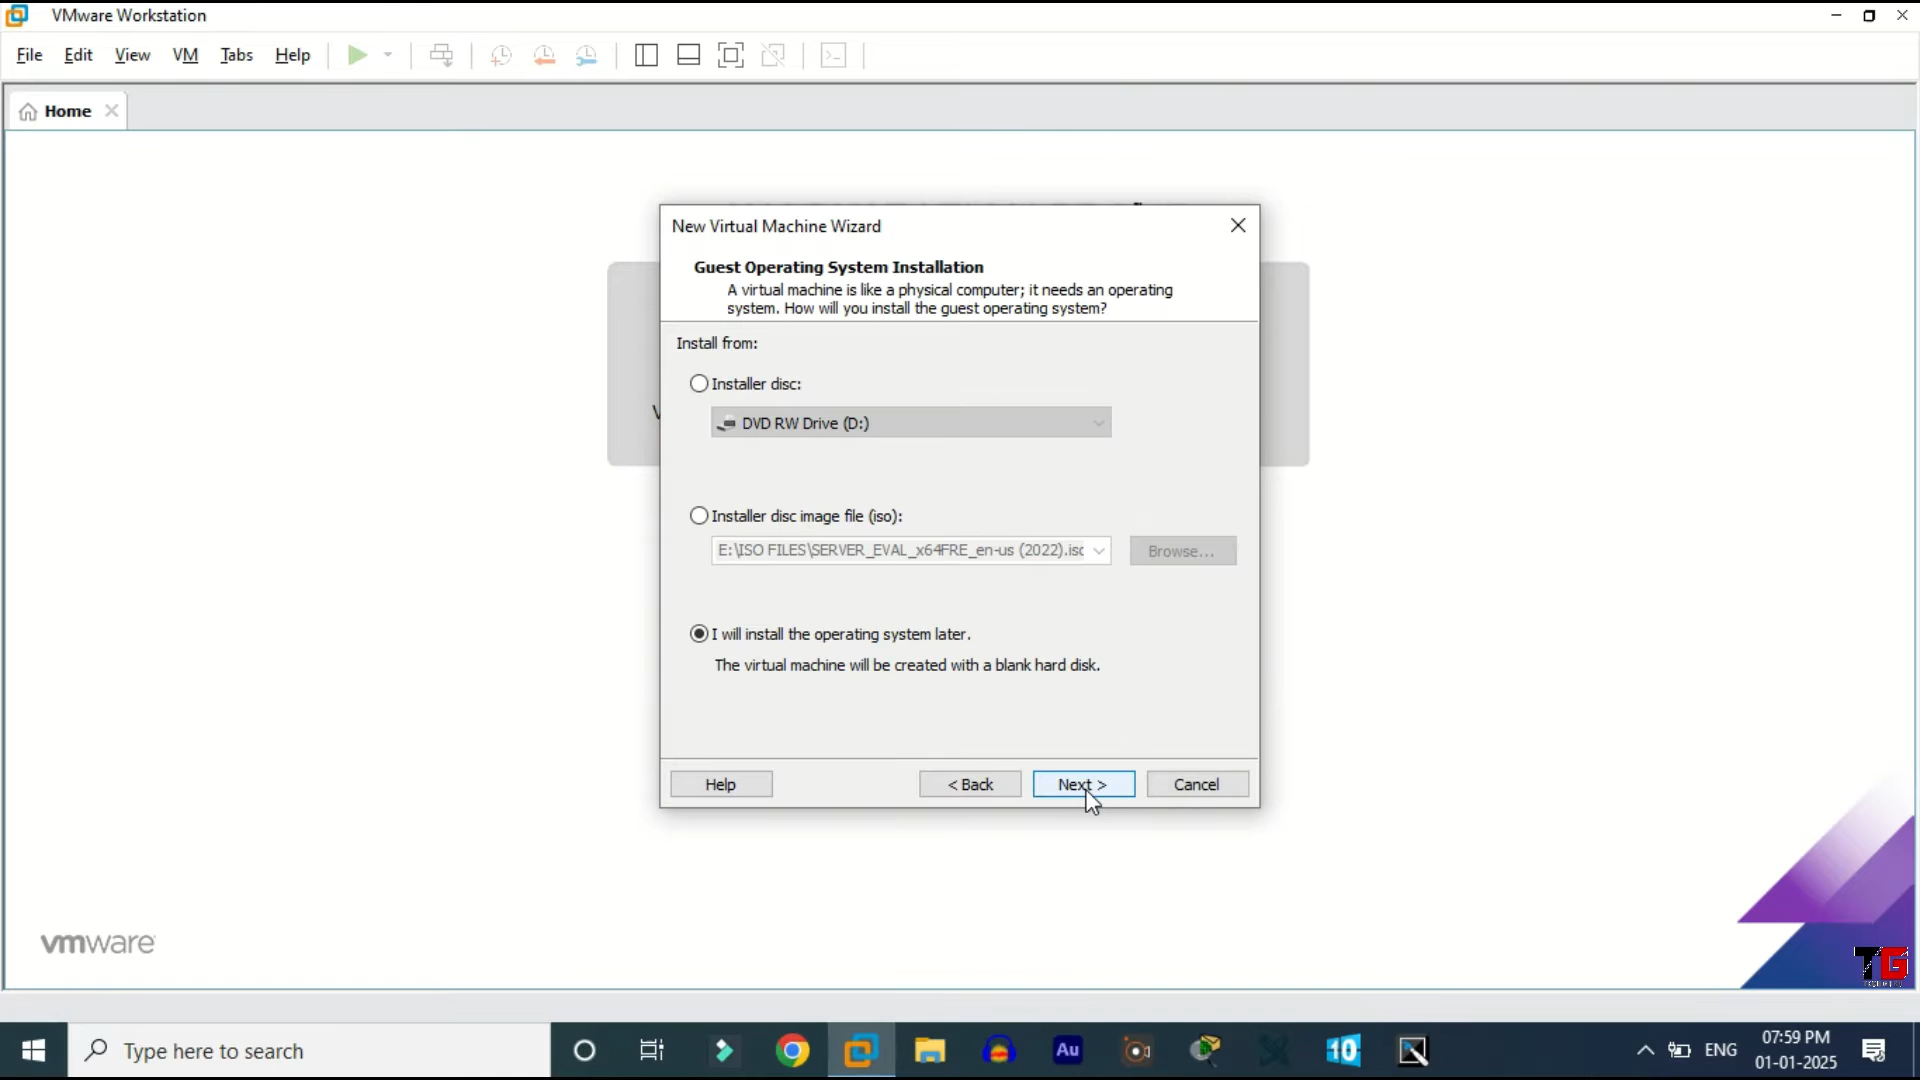 VMware Workstation
File Edit View VM Tabs Help
Home
New Virtual Machine Wizard
Guest Operating System Installation
A virtual machine is like a physical computer; it needs an operating
system. How will you install the guest operating system?
Install from:
Installer disc:
DVD RW Drive (D:)
Installer disc image file (iso):
E:\ISO FILES\SERVER_EVAL_x64FRE_en-us (2022).iso
Browse...
I will install the operating system later.
The virtual machine will be created with a blank hard disk.
Help < Back Next > Cancel
vmware
TG
Type here to search
Au
10
ENG
07:59 PM
01-01-2025